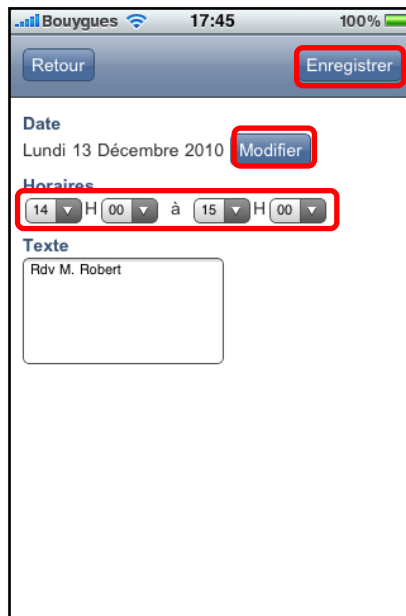 Bouygues 17:45 100%
Retour Enregistrer
Date
Lundi 13 Décembre 2010 Modifier
Horaires
14 H 00 à 15 H 00
Texte
Rdv M. Robert